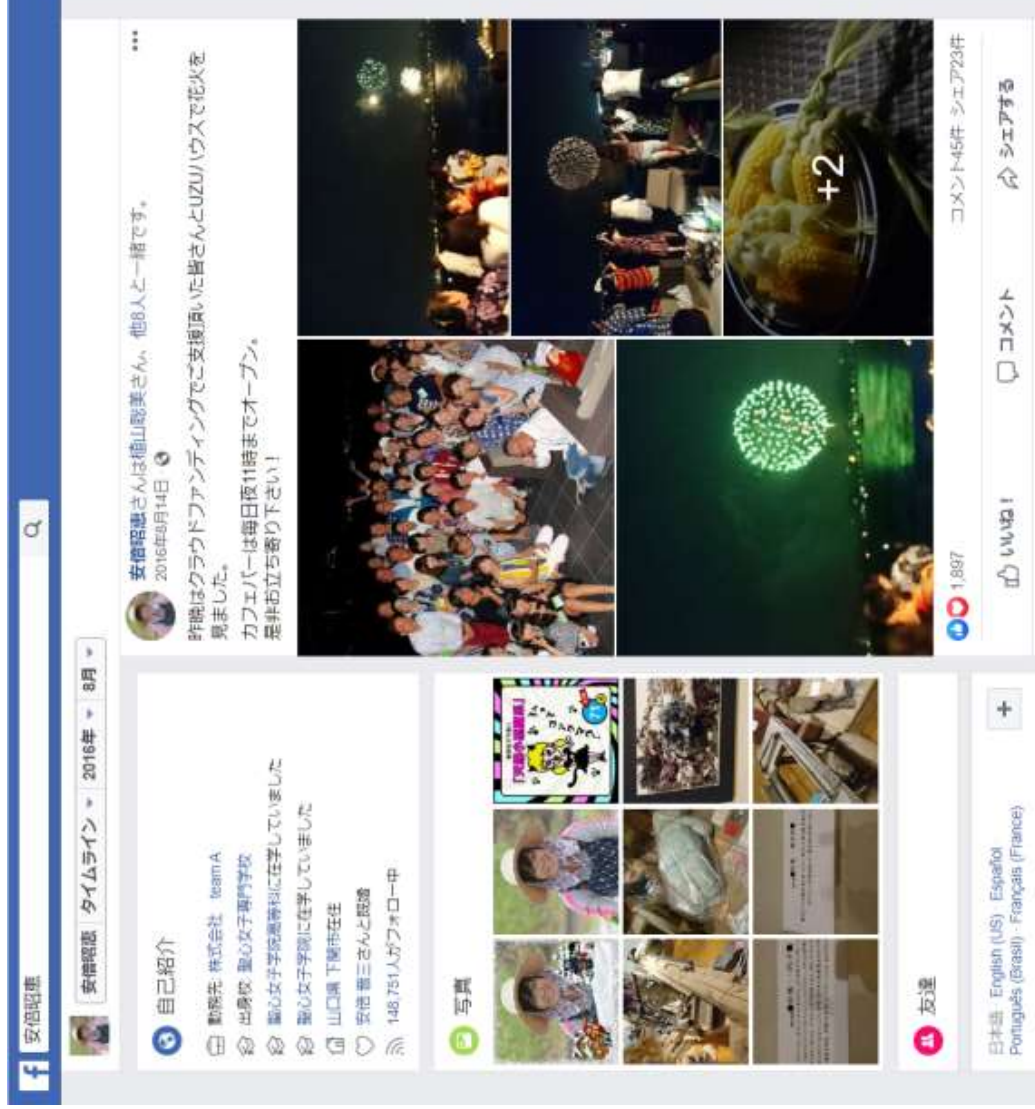 f 安倍昭恵
安倍昭恵 タイムライン 2016年 8月
自己紹介
勤務先 株式会社 team A
出身校 聖心女子専門学校
聖心女子学院高等科に在学していました
聖心女子学院に在学していました
山口県 下関市在住
安倍 晋三さんと既婚
148,751人がフォロー中
写真
友達
日本語 · English (US) · Español
Português (Brasil) · Français (France)
+
安倍昭恵さんは植山聡美さん、他8人と一緒です。
2016年8月14日
昨晩はクラウドファンディングでご支援頂いた皆さんとUZUハウスで花火を
見ました。
カフェバーは毎日夜11時までオープン。
是非お立ち寄り下さい！
+2
1,897
コメント45件 シェア23件
いいね！
コメント
シェアする